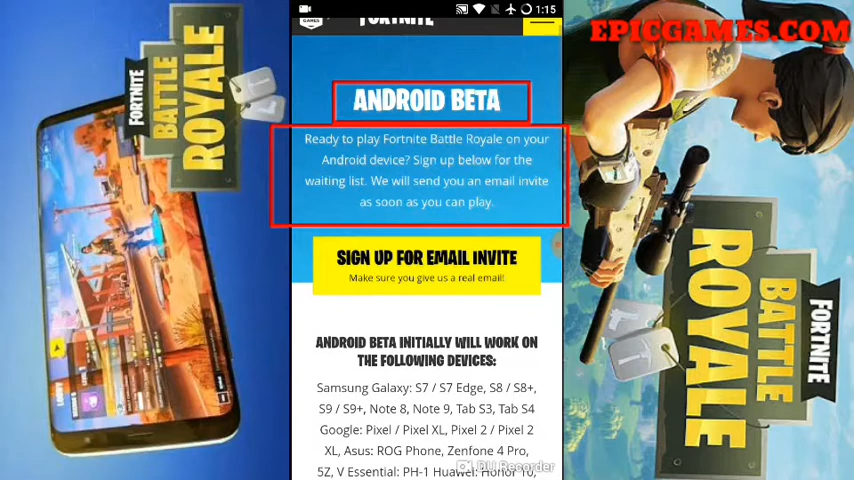 1:15
GAMES
FORTNITE
EPICGAMES.COM
FORTNITE
BATTLE
ROYALE
ANDROID BETA
Ready to play Fortnite Battle Royale on your
Android device? Sign up below for the
waiting list. We will send you an email invite
as soon as you can play.
SIGN UP FOR EMAIL INVITE
Make sure you give us a real email!
ANDROID BETA INITIALLY WILL WORK ON
THE FOLLOWING DEVICES:
Samsung Galaxy: S7 / S7 Edge, S8 / S8+,
S9 / S9+, Note 8, Note 9, Tab S3, Tab S4
Google: Pixel / Pixel XL, Pixel 2 / Pixel 2
XL, Asus: ROG Phone, Zenfone 4 Pro,
5Z, V Essential: PH-1 Huawei: Honor 10,
DU Recorder
FORTNITE
BATTLE
ROYALE